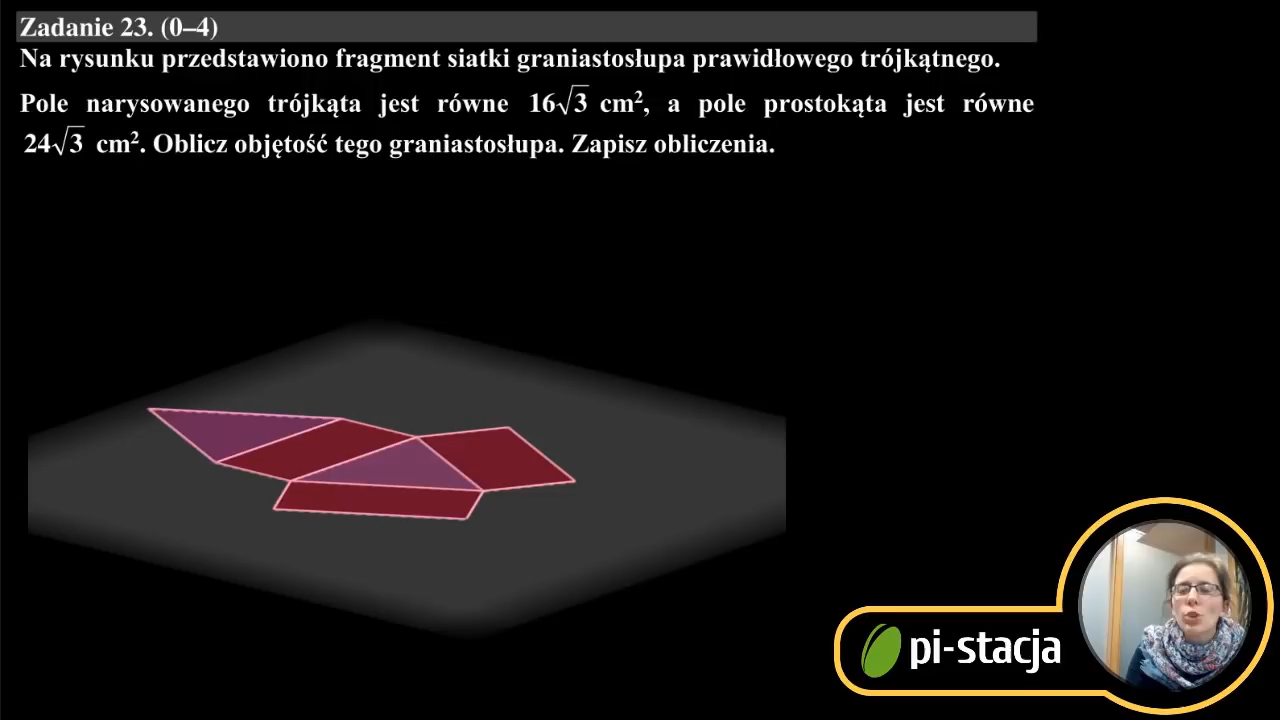 Zadanie 23. (0–4)
Na rysunku przedstawiono fragment siatki graniastosłupa prawidłowego trójkątnego.
Pole narysowanego trójkąta jest równe 16√3 cm², a pole prostokąta jest równe
24√3 cm². Oblicz objętość tego graniastosłupa. Zapisz obliczenia.
pi-stacja